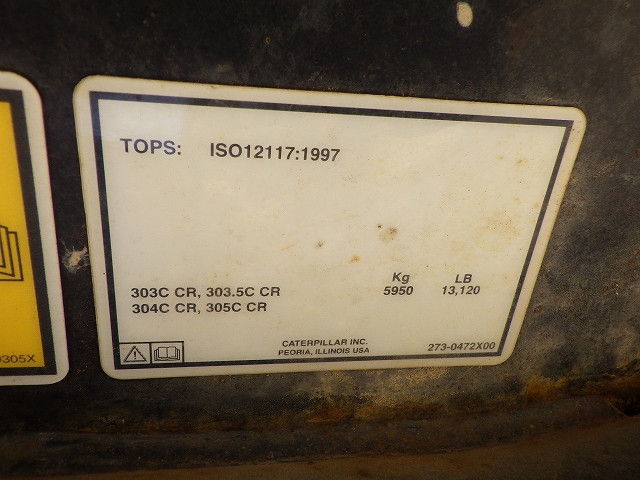 TOPS: ISO12117:1997
Kg LB
303C CR, 303.5C CR 5950 13,120
304C CR, 305C CR
CATERPILLAR INC.
PEORIA, ILLINOIS USA
273-0472X00
0305X